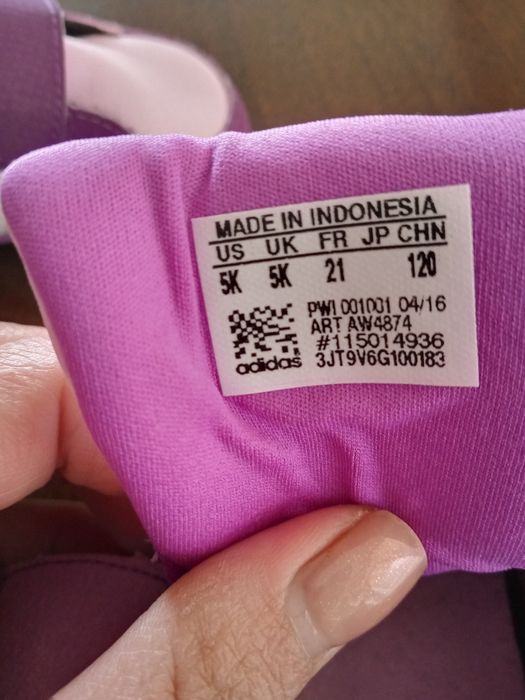 MADE IN INDONESIA
US UK FR JP CHN
5K 5K 21 120
PWI 001001 04/16
ART AW4874
#115014936
adidas 3JT9V6G100183